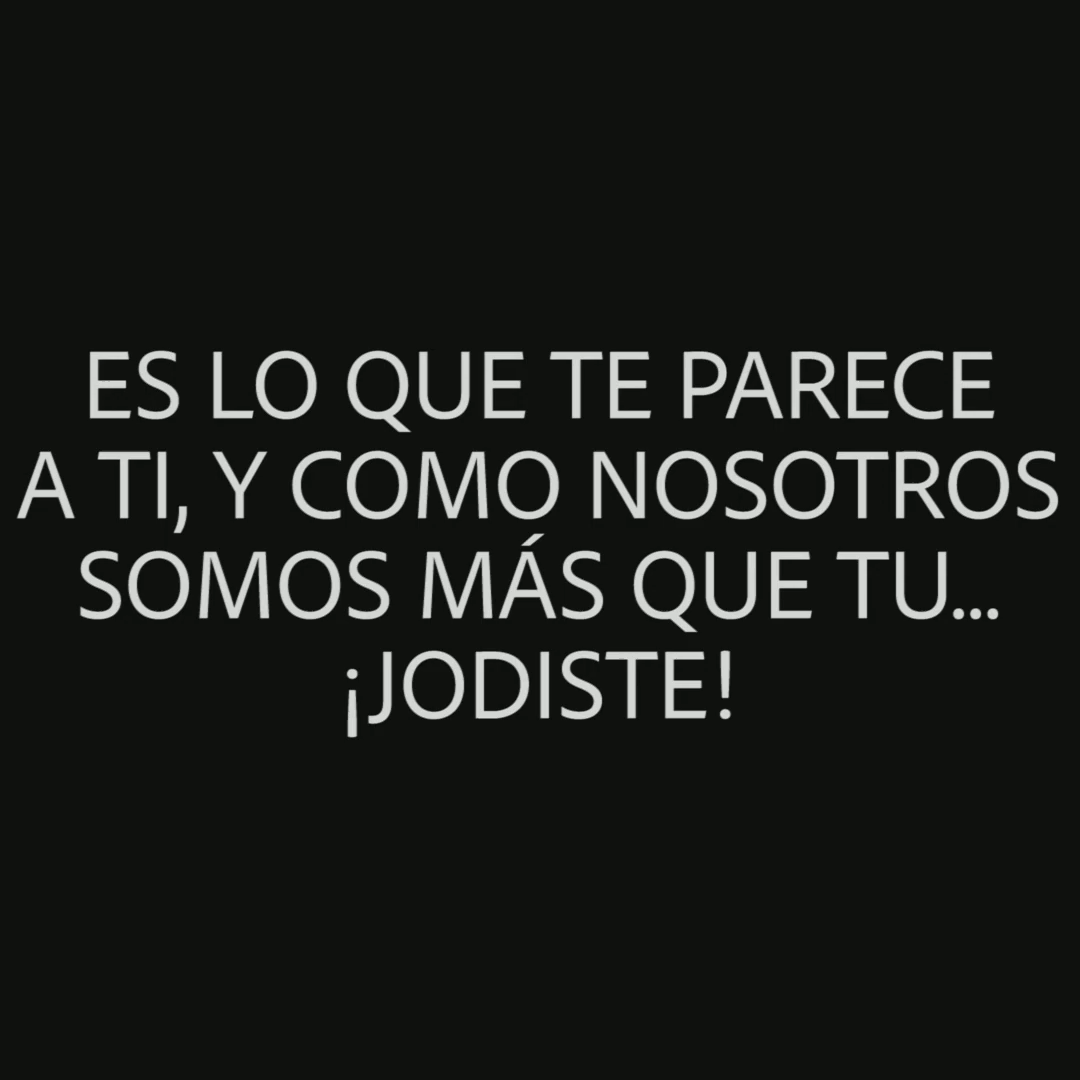 ES LO QUE TE PARECE
A TI, Y COMO NOSOTROS
SOMOS MÁS QUE TU...
¡JODISTE!